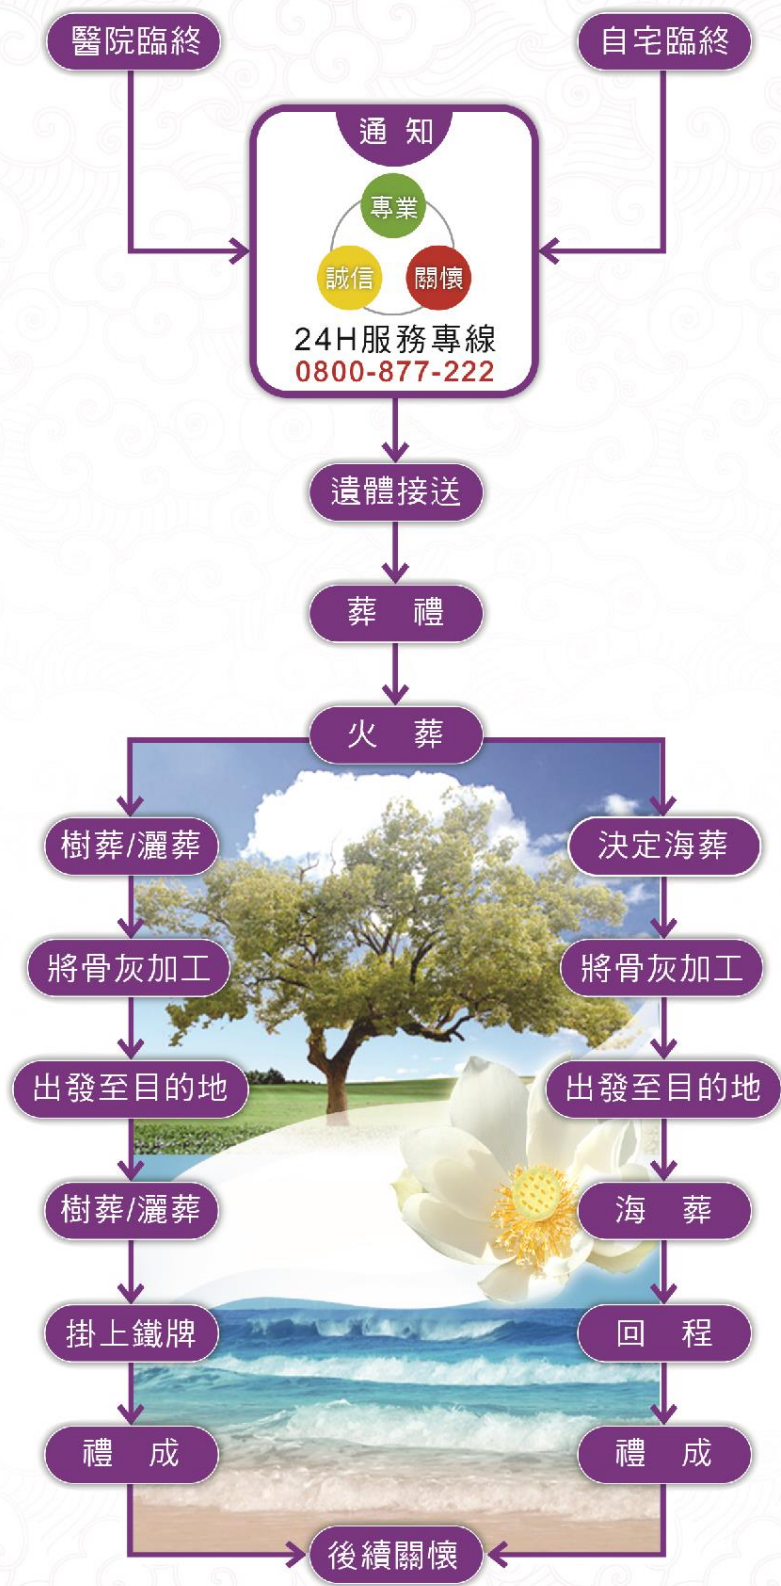 醫院臨終
自宅臨終
通 知
專業
誠信
關懷
24H服務專線
0800-877-222
遺體接送
葬 禮
火 葬
樹葬/灑葬
決定海葬
將骨灰加工
將骨灰加工
出發至目的地
出發至目的地
樹葬/灑葬
海 葬
掛上鐵牌
回 程
禮 成
禮 成
後續關懷